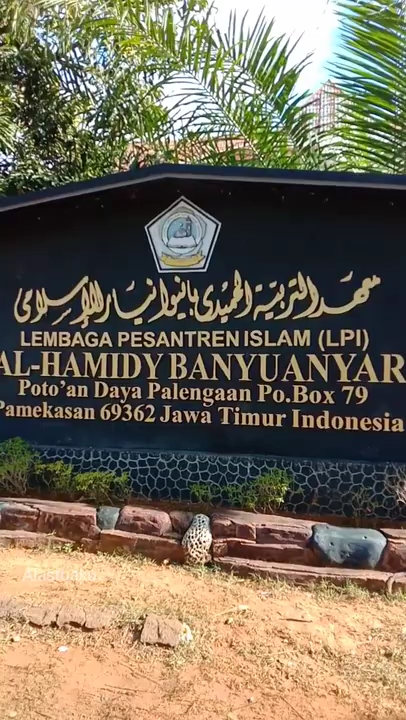 معهد التربية الحميدي بانيوانيار الإسلامي
LEMBAGA PESANTREN ISLAM (LPI)
AL-HAMIDY BANYUANYAR
Poto'an Daya Palengaan Po.Box 79
Pamekasan 69362 Jawa Timur Indonesia